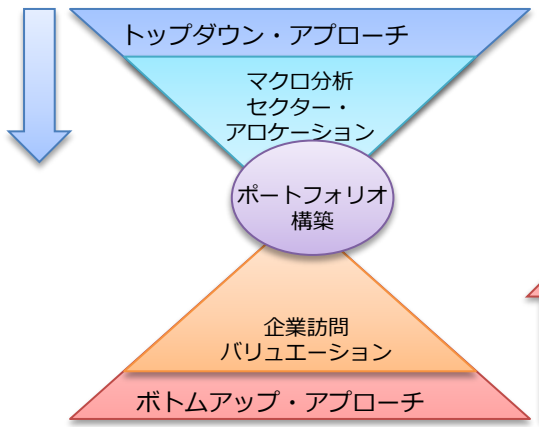 トップダウン・アプローチ
マクロ分析
セクター・
アロケーション
ポートフォリオ
構築
企業訪問
バリュエーション
ボトムアップ・アプローチ